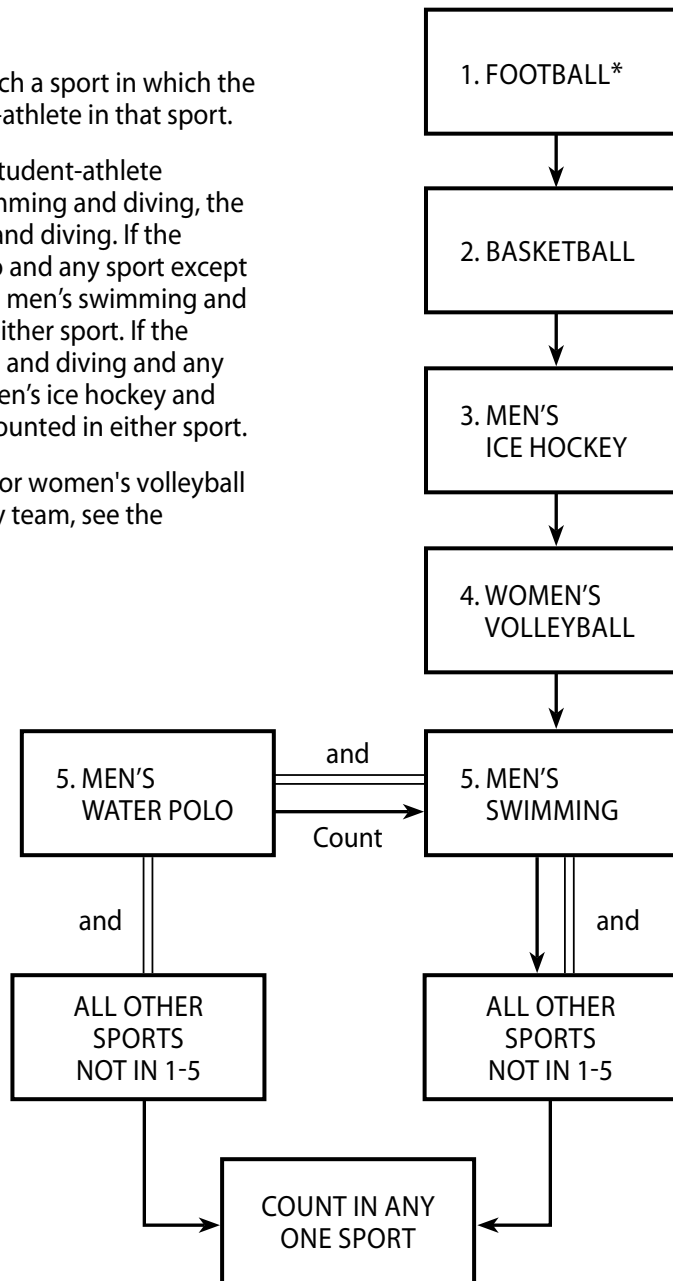 ch a sport in which the
-athlete in that sport.
tudent-athlete
nming and diving, the
and diving. If the
o and any sport except
men's swimming and
ither sport. If the
and diving and any
en's ice hockey and
ounted in either sport.
or women's volleyball
y team, see the
1. FOOTBALL*
2. BASKETBALL
3. MEN'S
ICE HOCKEY
4. WOMEN'S
VOLLEYBALL
5. MEN'S
WATER POLO
and
Count
5. MEN'S
SWIMMING
and
and
ALL OTHER
SPORTS
NOT IN 1-5
ALL OTHER
SPORTS
NOT IN 1-5
COUNT IN ANY
ONE SPORT